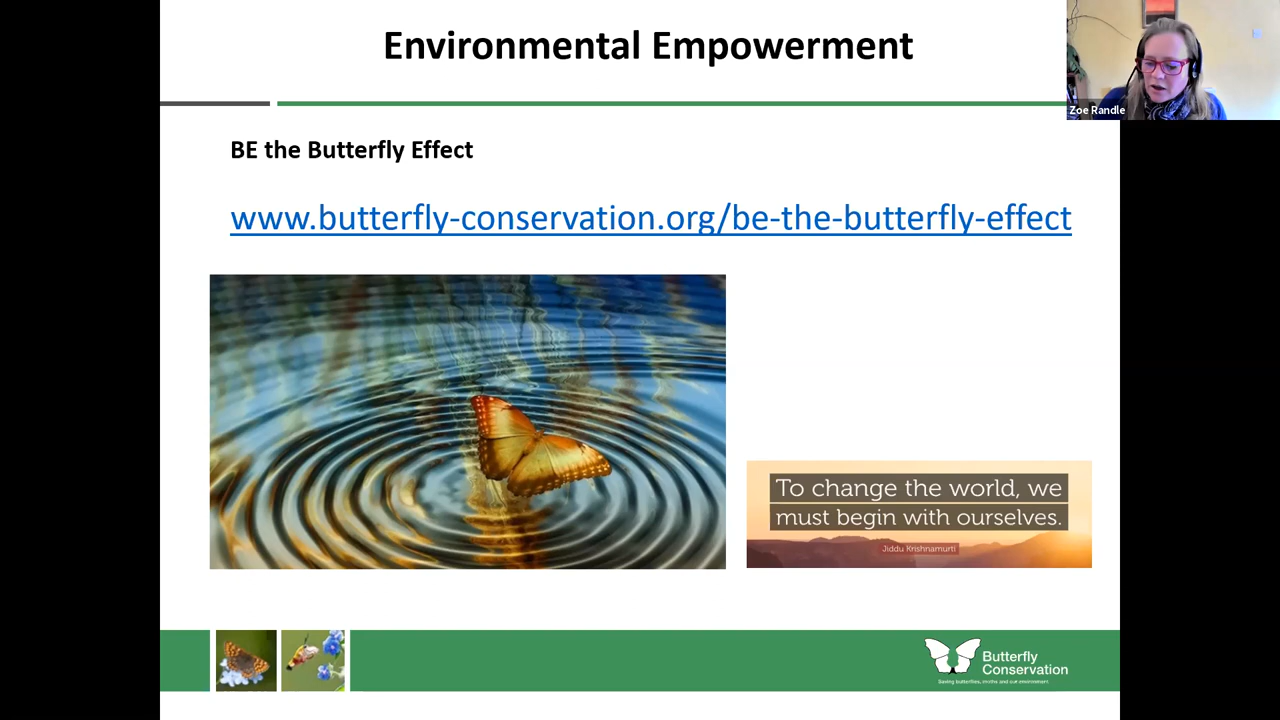 Environmental Empowerment
Zoe Randle
BE the Butterfly Effect
www.butterfly-conservation.org/be-the-butterfly-effect
To change the world, we
must begin with ourselves.
Jiddu Krishnamurti
Butterfly
Conservation
Saving butterflies, moths and our environment